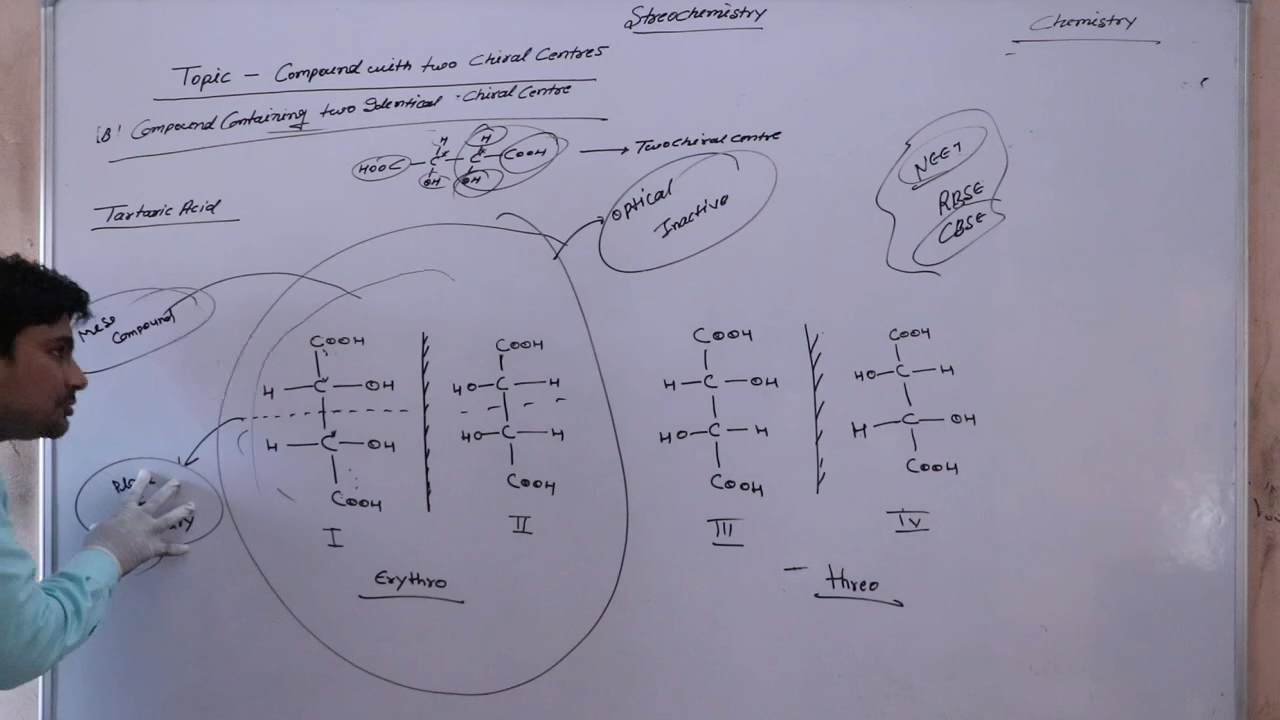 Streochemistry
Chemistry
Topic - Compound with two Chiral Centres
(B) Compound Containing two Identical Chiral Centre
H H
HOOC - C* - C* - COOH → Two chiral centre
OH OH
Tartaric Acid
Optical
Inactive
NEET
RBSE
CBSE
Meso
Compound
COOH
H - C* - OH
H - C* - OH
COOH
I
COOH
HO - C - H
HO - C - H
COOH
II
Erythro
COOH
H - C - OH
HO - C - H
COOH
III
COOH
HO - C - H
H - C - OH
COOH
IV
threo